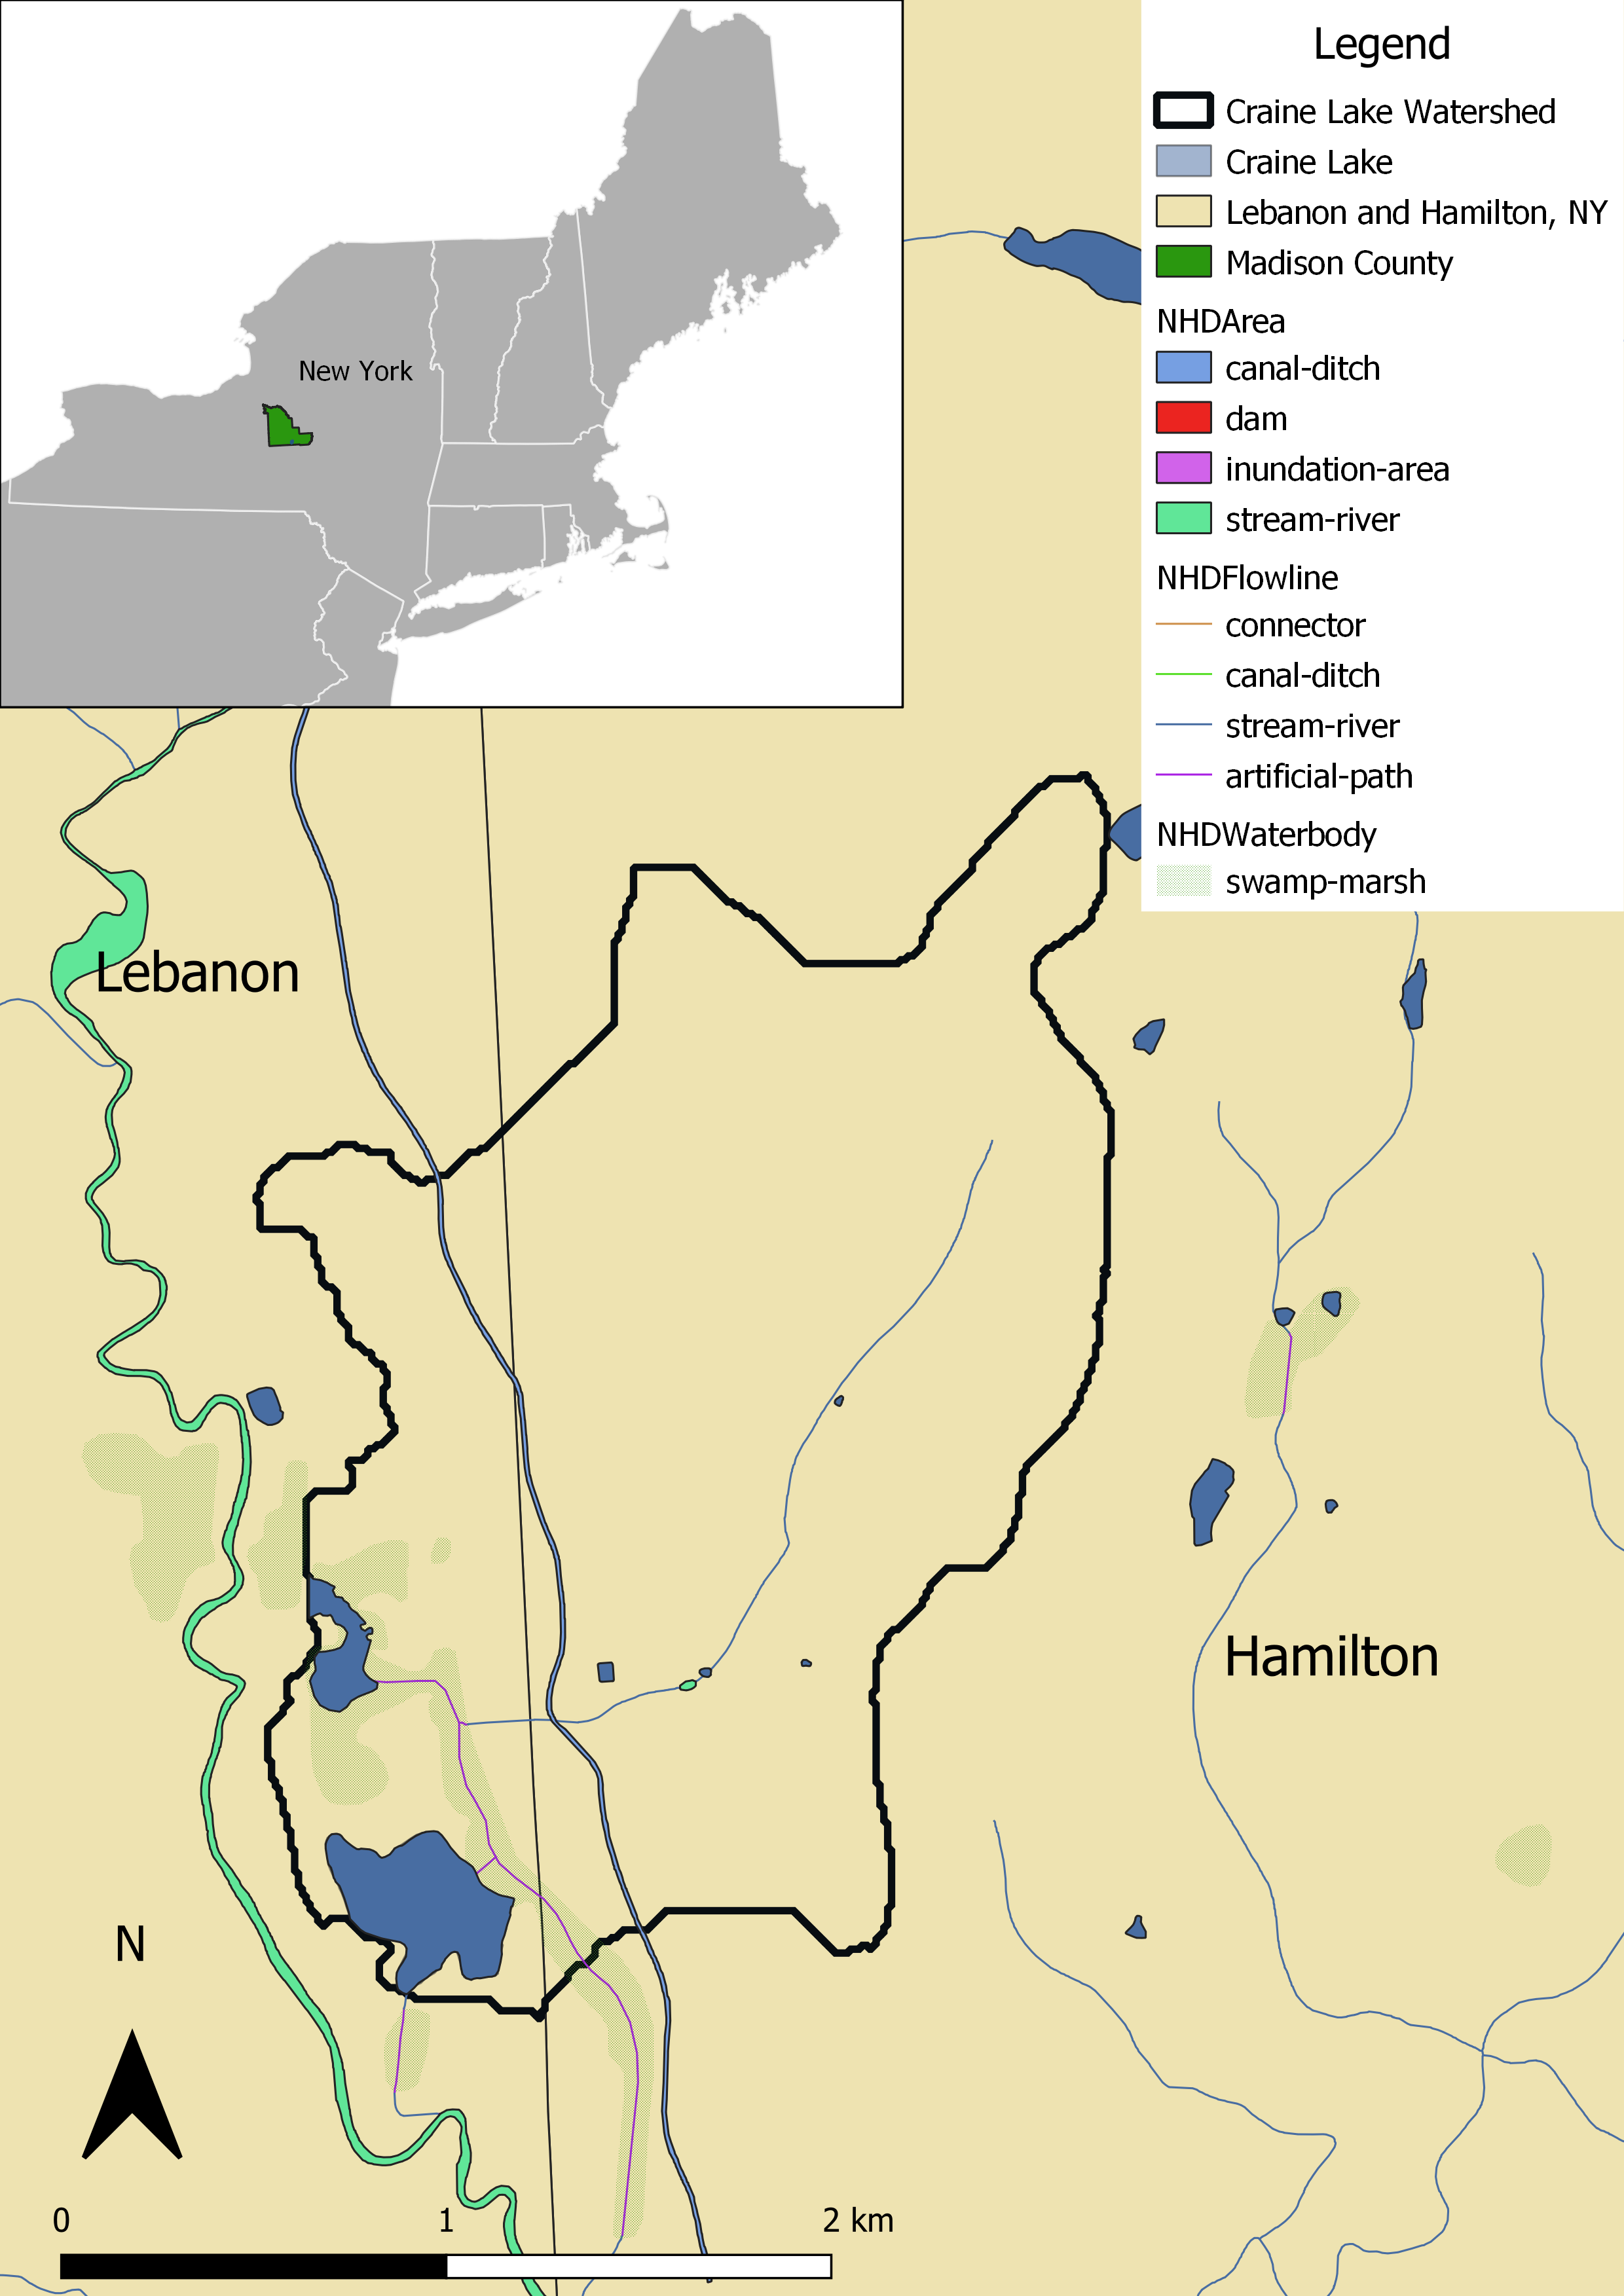 New York
Legend
Craine Lake Watershed
Craine Lake
Lebanon and Hamilton, NY
Madison County
NHDArea
canal-ditch
dam
inundation-area
stream-river
NHDFlowline
connector
canal-ditch
stream-river
artificial-path
NHDWaterbody
swamp-marsh
Lebanon
Hamilton
N
0 1 2 km